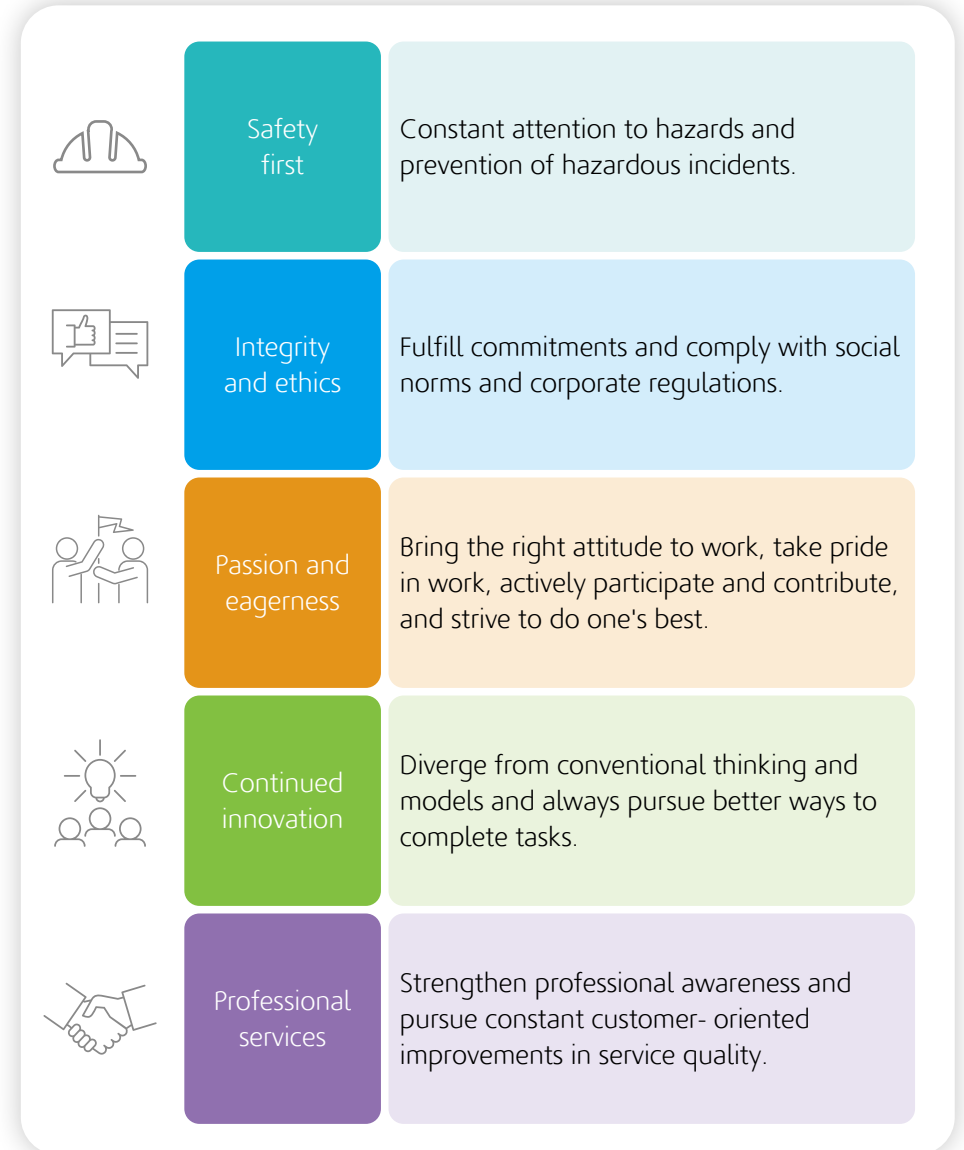 Safety
first
Constant attention to hazards and
prevention of hazardous incidents.
Integrity
and ethics
Fulfill commitments and comply with social
norms and corporate regulations.
Passion and
eagerness
Bring the right attitude to work, take pride
in work, actively participate and contribute,
and strive to do one's best.
Continued
innovation
Diverge from conventional thinking and
models and always pursue better ways to
complete tasks.
Professional
services
Strengthen professional awareness and
pursue constant customer- oriented
improvements in service quality.